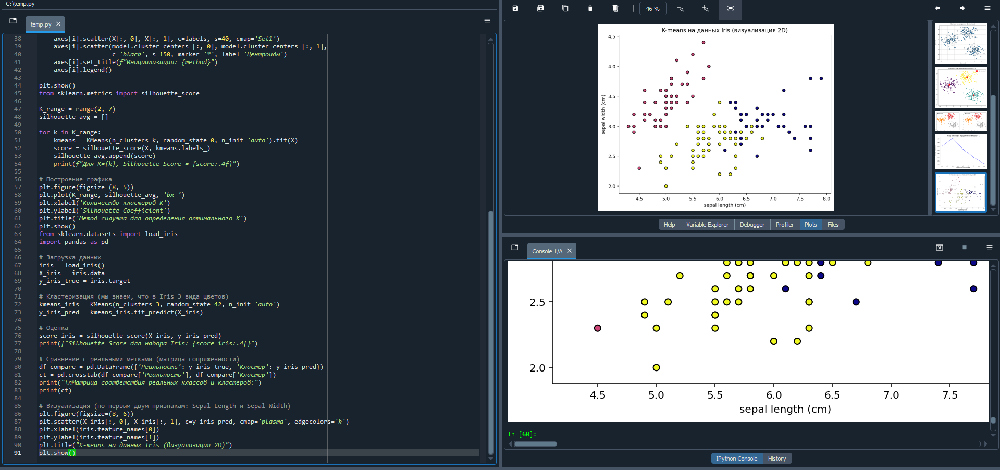 C:\temp.py
temp.py
38 axes[i].scatter(X[:, 0], X[:, 1], c=labels, s=40, cmap='Set1')
39 axes[i].scatter(model.cluster_centers_[:, 0], model.cluster_centers_[:, 1],
40 c='black', s=150, marker='*', label='Центроиды')
41 axes[i].set_title(f"Инициализация: {method}")
42 axes[i].legend()
43
44 plt.show()
45 from sklearn.metrics import silhouette_score
46
47 K_range = range(2, 7)
48 silhouette_avg = []
49
50 for k in K_range:
51 kmeans = KMeans(n_clusters=k, random_state=0, n_init='auto').fit(X)
52 score = silhouette_score(X, kmeans.labels_)
53 silhouette_avg.append(score)
54 print(f"Для K={k}, Silhouette Score = {score:.4f}")
55
56 # Построение графика
57 plt.figure(figsize=(8, 5))
58 plt.plot(K_range, silhouette_avg, 'bx-')
59 plt.xlabel('Количество кластеров K')
60 plt.ylabel('Silhouette Coefficient')
61 plt.title('Метод силуэта для определения оптимального K')
62 plt.show()
63 from sklearn.datasets import load_iris
64 import pandas as pd
65
66 # Загрузка данных
67 iris = load_iris()
68 X_iris = iris.data
69 y_iris_true = iris.target
70
71 # Кластеризация (мы знаем, что в Iris 3 вида цветов)
72 kmeans_iris = KMeans(n_clusters=3, random_state=42, n_init='auto')
73 y_iris_pred = kmeans_iris.fit_predict(X_iris)
74
75 # Оценка
76 score_iris = silhouette_score(X_iris, y_iris_pred)
77 print(f"Silhouette Score для набора Iris: {score_iris:.4f}")
78
79 # Сравнение с реальными метками (матрица сопряженности)
80 df_compare = pd.DataFrame({'Реальность': y_iris_true, 'Кластер': y_iris_pred})
81 ct = pd.crosstab(df_compare['Реальность'], df_compare['Кластер'])
82 print("\nМатрица соответствия реальных классов и кластеров:")
83 print(ct)
84
85 # Визуализация (по первым двум признакам: Sepal Length и Sepal Width)
86 plt.figure(figsize=(8, 6))
87 plt.scatter(X_iris[:, 0], X_iris[:, 1], c=y_iris_pred, cmap='plasma', edgecolors='k')
88 plt.xlabel(iris.feature_names[0])
89 plt.ylabel(iris.feature_names[1])
90 plt.title("K-means на данных Iris (визуализация 2D)")
91 plt.show()
46 %
K-means на данных Iris (визуализация 2D)
4.5
4.0
3.5
3.0
2.5
2.0
sepal width (cm)
4.5 5.0 5.5 6.0 6.5 7.0 7.5 8.0
sepal length (cm)
Help Variable Explorer Debugger Profiler Plots Files
Console 1/A
2.5
2.0
4.5 5.0 5.5 6.0 6.5 7.0 7.5
sepal length (cm)
In [60]:
IPython Console History